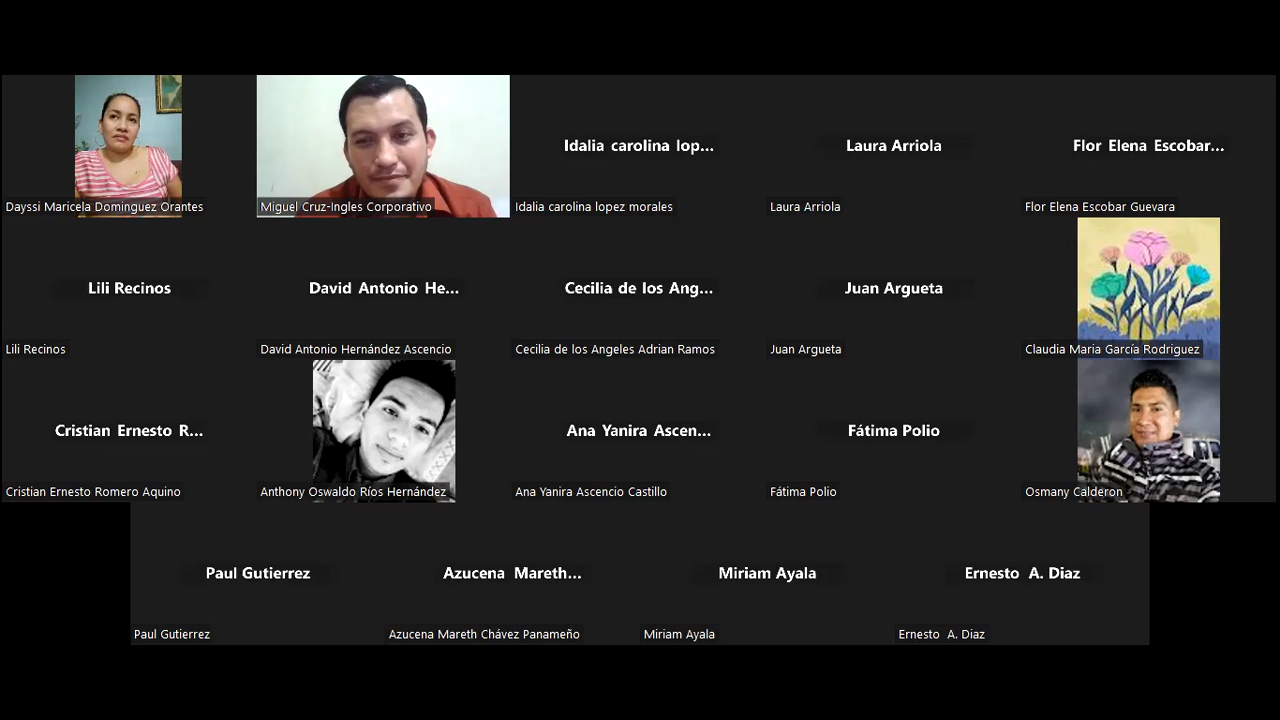 Idalia carolina lop...
Laura Arriola
Flor Elena Escobar...
Dayssi Maricela Dominguez Orantes
Miguel Cruz-Ingles Corporativo
Idalia carolina lopez morales
Laura Arriola
Flor Elena Escobar Guevara
Lili Recinos
David Antonio He...
Cecilia de los Ang...
Juan Argueta
Lili Recinos
David Antonio Hernández Ascencio
Cecilia de los Angeles Adrian Ramos
Juan Argueta
Claudia Maria García Rodriguez
Cristian Ernesto R...
Ana Yanira Ascen...
Fátima Polio
Cristian Ernesto Romero Aquino
Anthony Oswaldo Ríos Hernández
Ana Yanira Ascencio Castillo
Fátima Polio
Osmany Calderon
Paul Gutierrez
Azucena Mareth...
Miriam Ayala
Ernesto A. Diaz
Paul Gutierrez
Azucena Mareth Chávez Panameño
Miriam Ayala
Ernesto A. Diaz